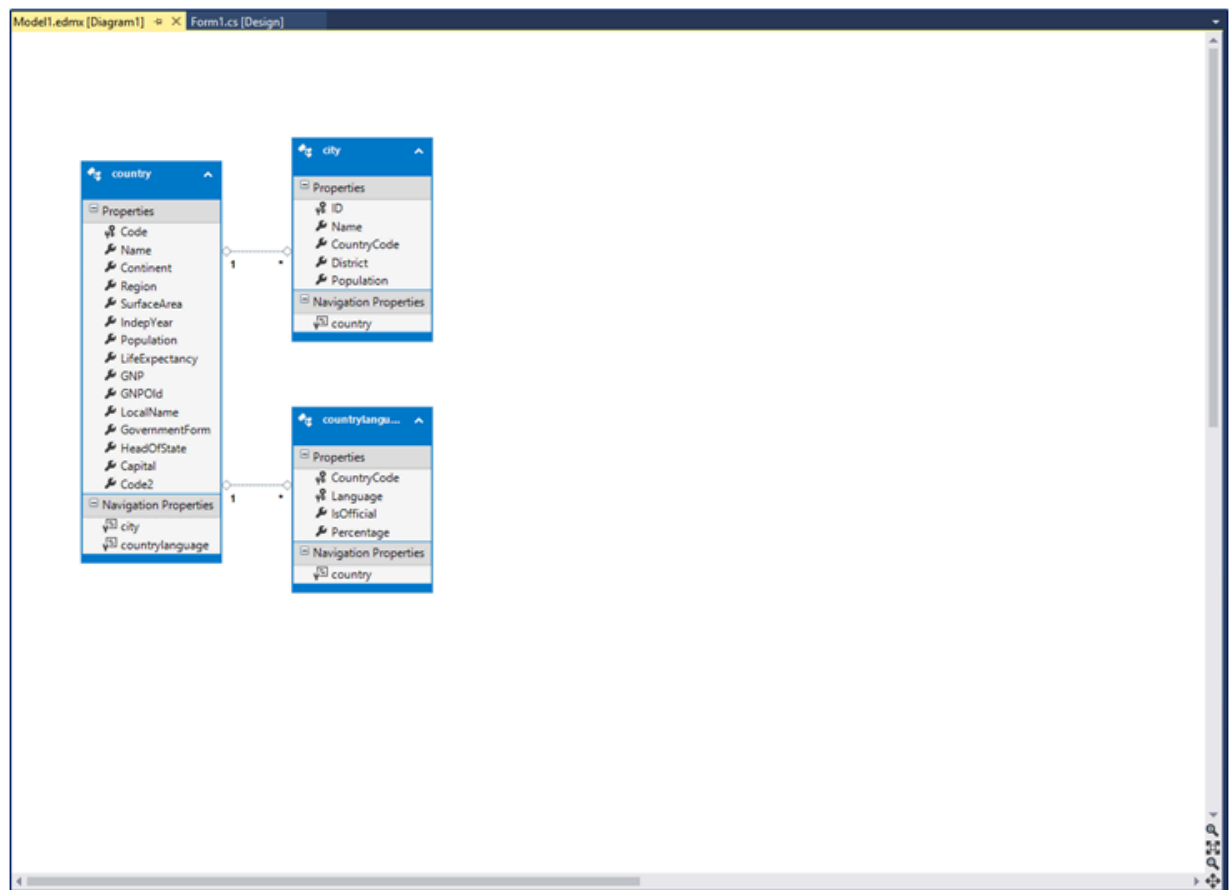 Model1.edmx [Diagram1]
Form1.cs [Design]
country
Properties
Code
Name
Continent
Region
SurfaceArea
IndepYear
Population
LifeExpectancy
GNP
GNPOld
LocalName
GovernmentForm
HeadOfState
Capital
Code2
Navigation Properties
city
countrylanguage
1
*
1
*
city
Properties
ID
Name
CountryCode
District
Population
Navigation Properties
country
countrylangu...
Properties
CountryCode
Language
IsOfficial
Percentage
Navigation Properties
country